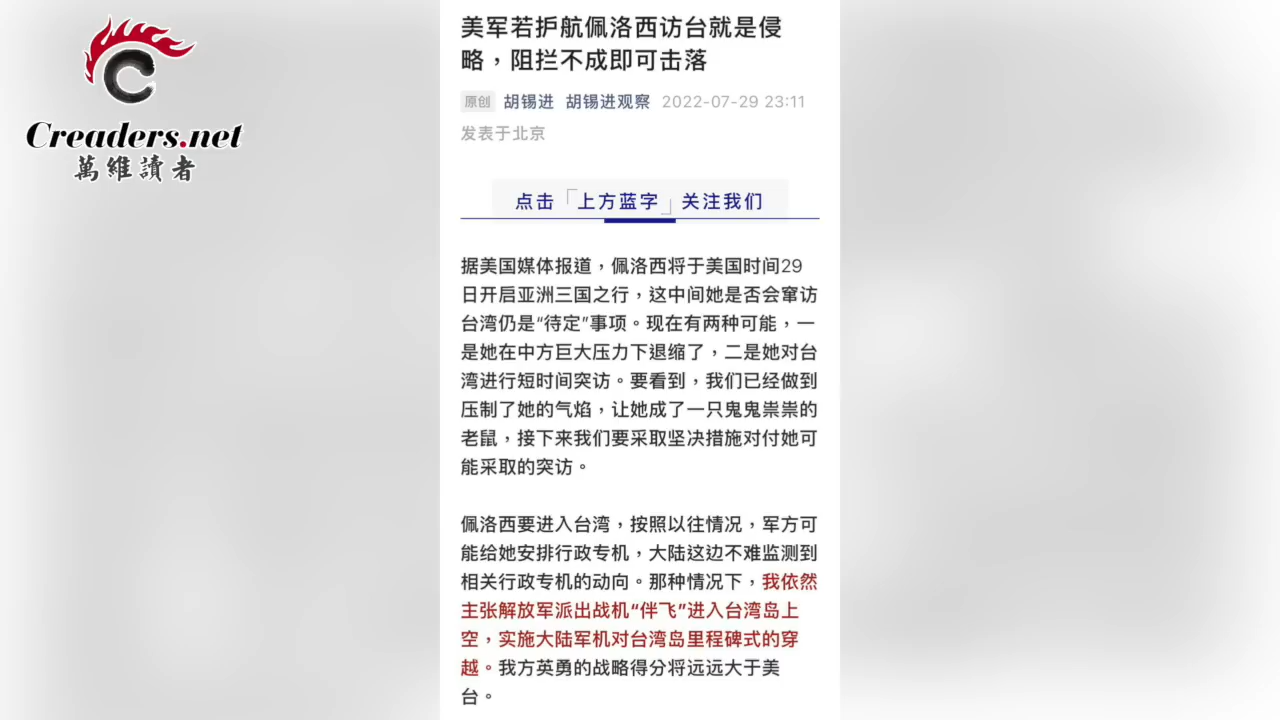 Creaders.net
萬維讀者
美军若护航佩洛西访台就是侵
略，阻拦不成即可击落
原创 胡锡进 胡锡进观察 2022-07-29 23:11
发表于北京
点击「上方蓝字」关注我们
据美国媒体报道，佩洛西将于美国时间29
日开启亚洲三国之行，这中间她是否会窜访
台湾仍是“待定”事项。现在有两种可能，一
是她在中方巨大压力下退缩了，二是她对台
湾进行短时间突访。要看到，我们已经做到
压制了她的气焰，让她成了一只鬼鬼祟祟的
老鼠，接下来我们要采取坚决措施对付她可
能采取的突访。
佩洛西要进入台湾，按照以往情况，军方可
能给她安排行政专机，大陆这边不难监测到
相关行政专机的动向。那种情况下，我依然
主张解放军派出战机“伴飞”进入台湾岛上
空，实施大陆军机对台湾岛里程碑式的穿
越。我方英勇的战略得分将远远大于美
台。